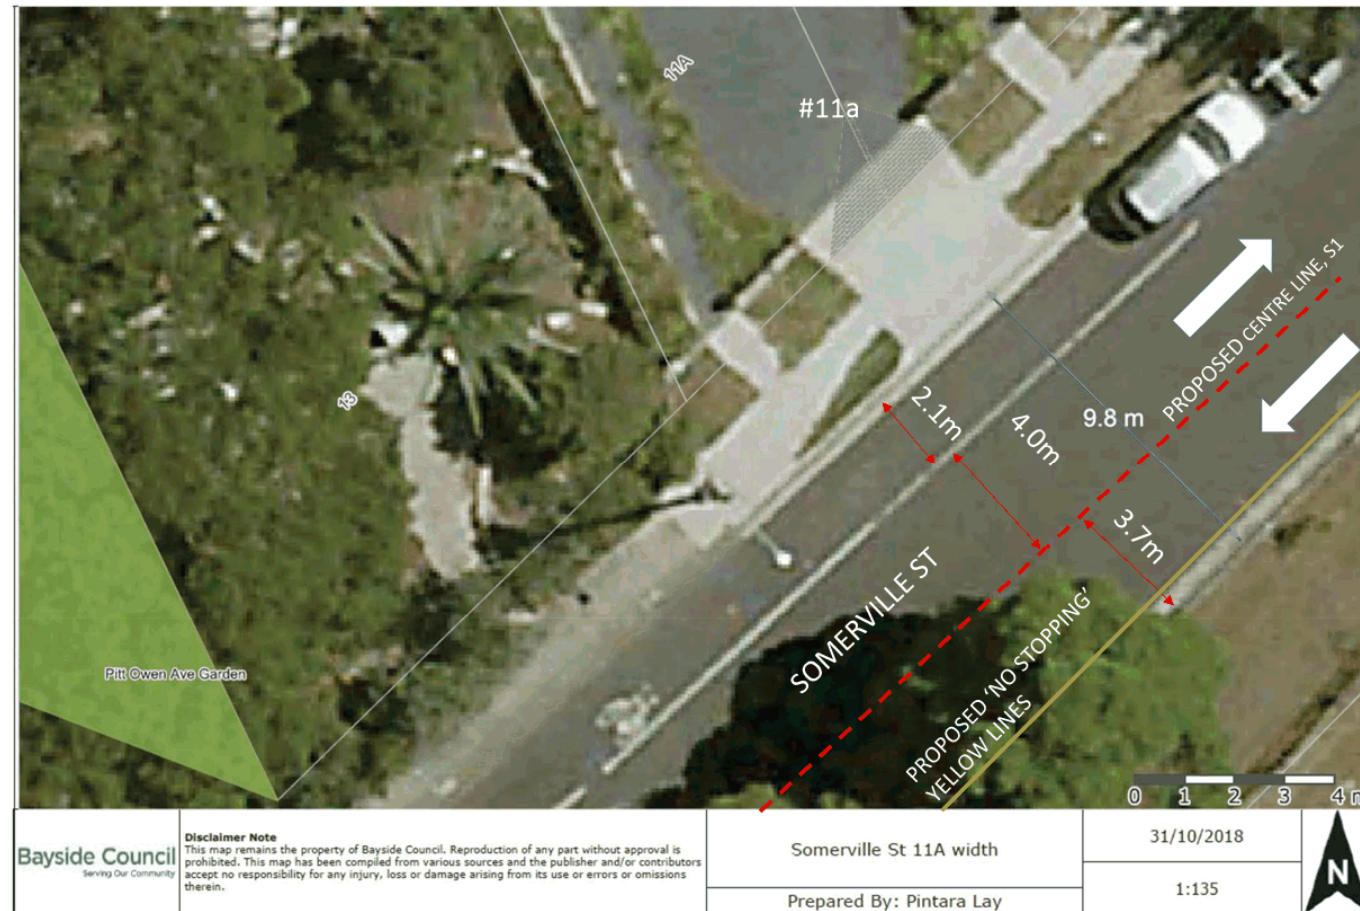 11A
#11a
13
2.1m
4.0m
9.8 m
3.7m
PROPOSED CENTRE LINE, S1
SOMERVILLE ST
PROPOSED 'NO STOPPING'
YELLOW LINES
Pitt Owen Ave Garden
0 1 2 3 4 m
Bayside Council
Serving Our Community
Disclaimer Note
This map remains the property of Bayside Council. Reproduction of any part without approval is
prohibited. This map has been compiled from various sources and the publisher and/or contributors
accept no responsibility for any injury, loss or damage arising from its use or errors or omissions
therein.
Somerville St 11A width
Prepared By: Pintara Lay
31/10/2018
1:135
N